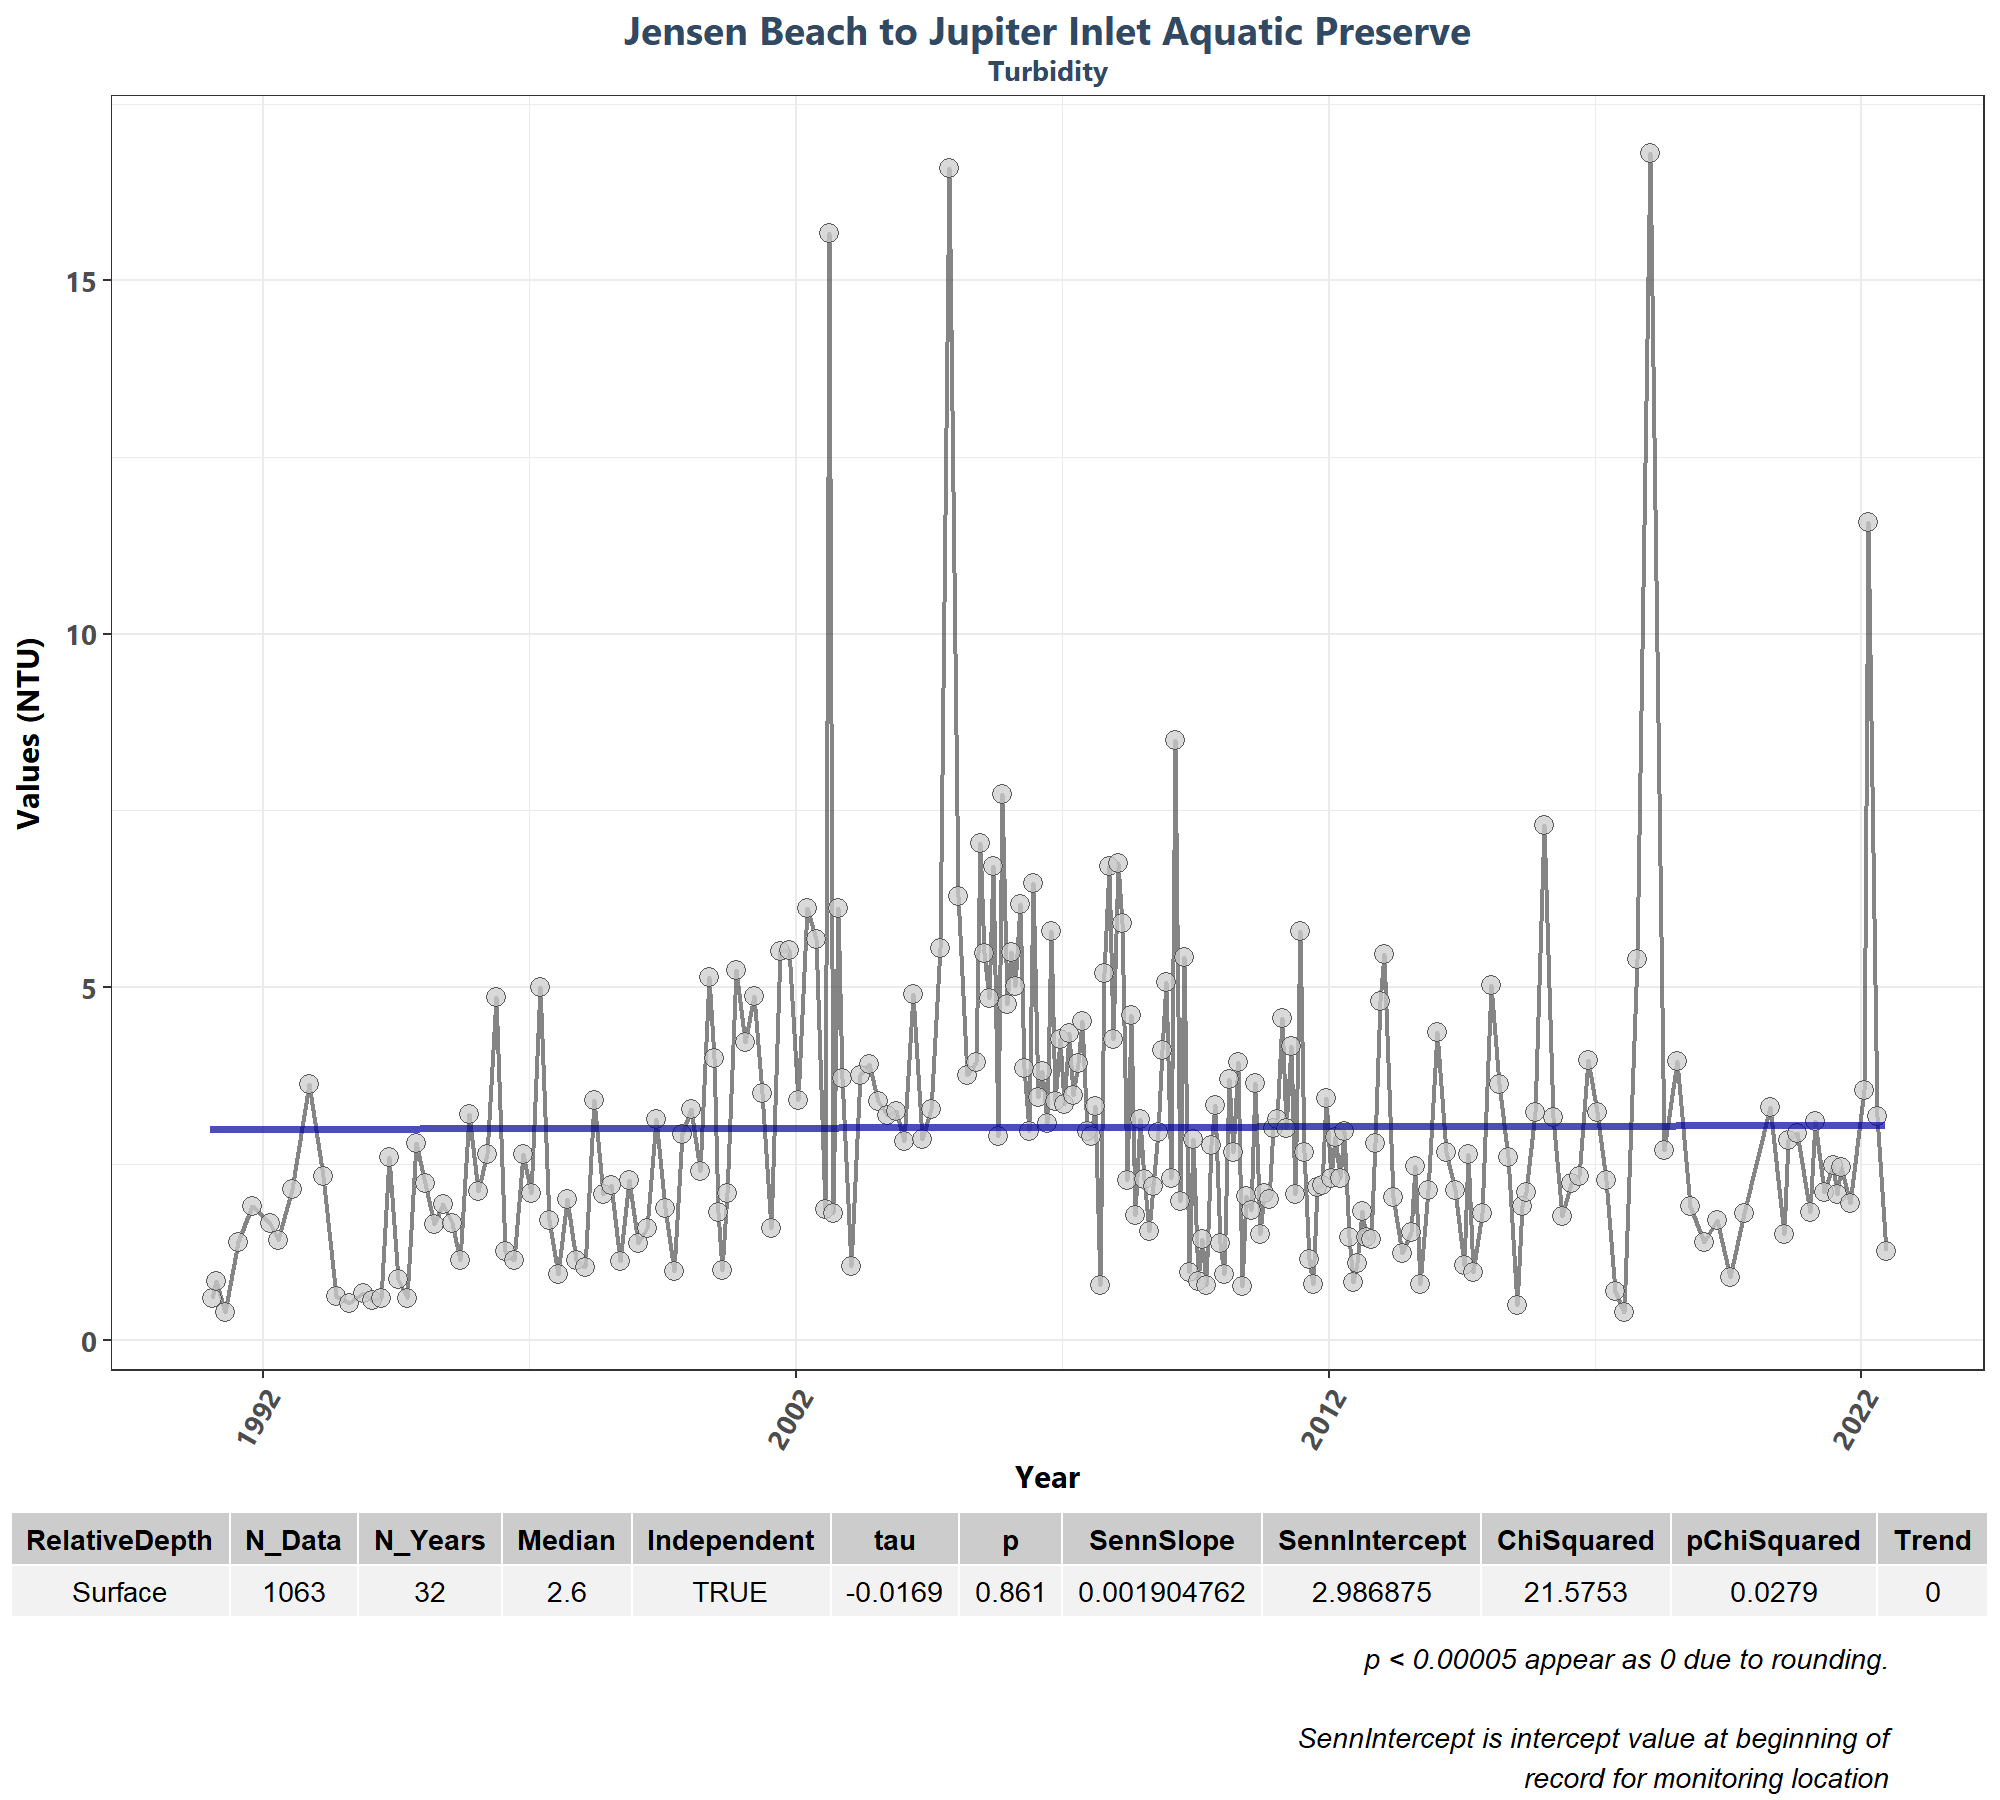 Jensen Beach to Jupiter Inlet Aquatic Preserve
Turbidity
Values (NTU)
15
10
5
0
1992 2002 2012 2022
Year
RelativeDepth N_Data N_Years Median Independent tau p SennSlope SennIntercept ChiSquared pChiSquared Trend
Surface 1063 32 2.6 TRUE -0.0169 0.861 0.001904762 2.986875 21.5753 0.0279 0
p < 0.00005 appear as 0 due to rounding.
SennIntercept is intercept value at beginning of
record for monitoring location